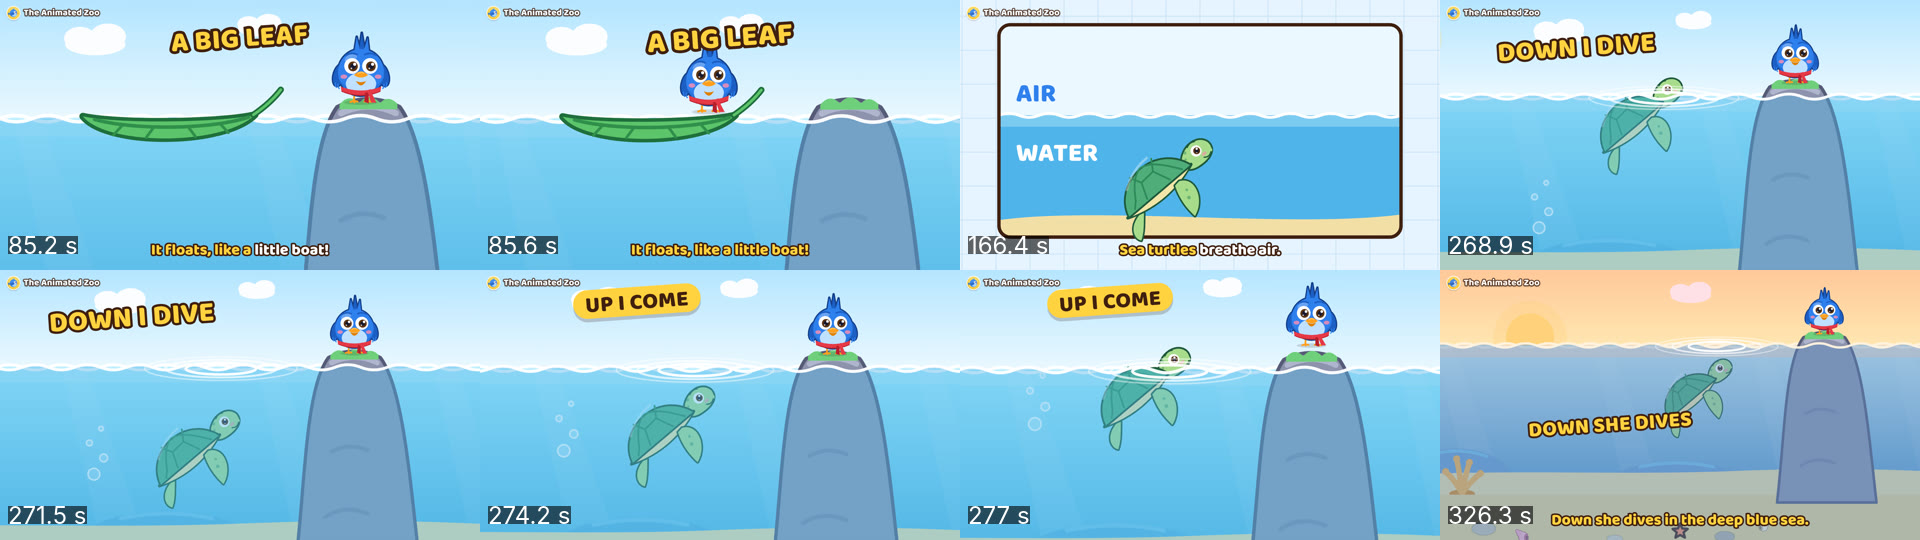 The Animated Zoo
A BIG LEAF
85.2 s
It floats, like a little boat!
The Animated Zoo
A BIG LEAF
85.6 s
It floats, like a little boat!
The Animated Zoo
AIR
WATER
166.4 s
Sea turtles breathe air.
The Animated Zoo
DOWN I DIVE
268.9 s
The Animated Zoo
DOWN I DIVE
271.5 s
The Animated Zoo
UP I COME
274.2 s
The Animated Zoo
UP I COME
277 s
The Animated Zoo
DOWN SHE DIVES
326.3 s
Down she dives in the deep blue sea.